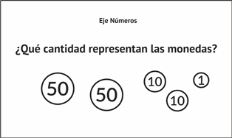 Eje Números
¿Qué cantidad representan las monedas?
50 50 10 10 1